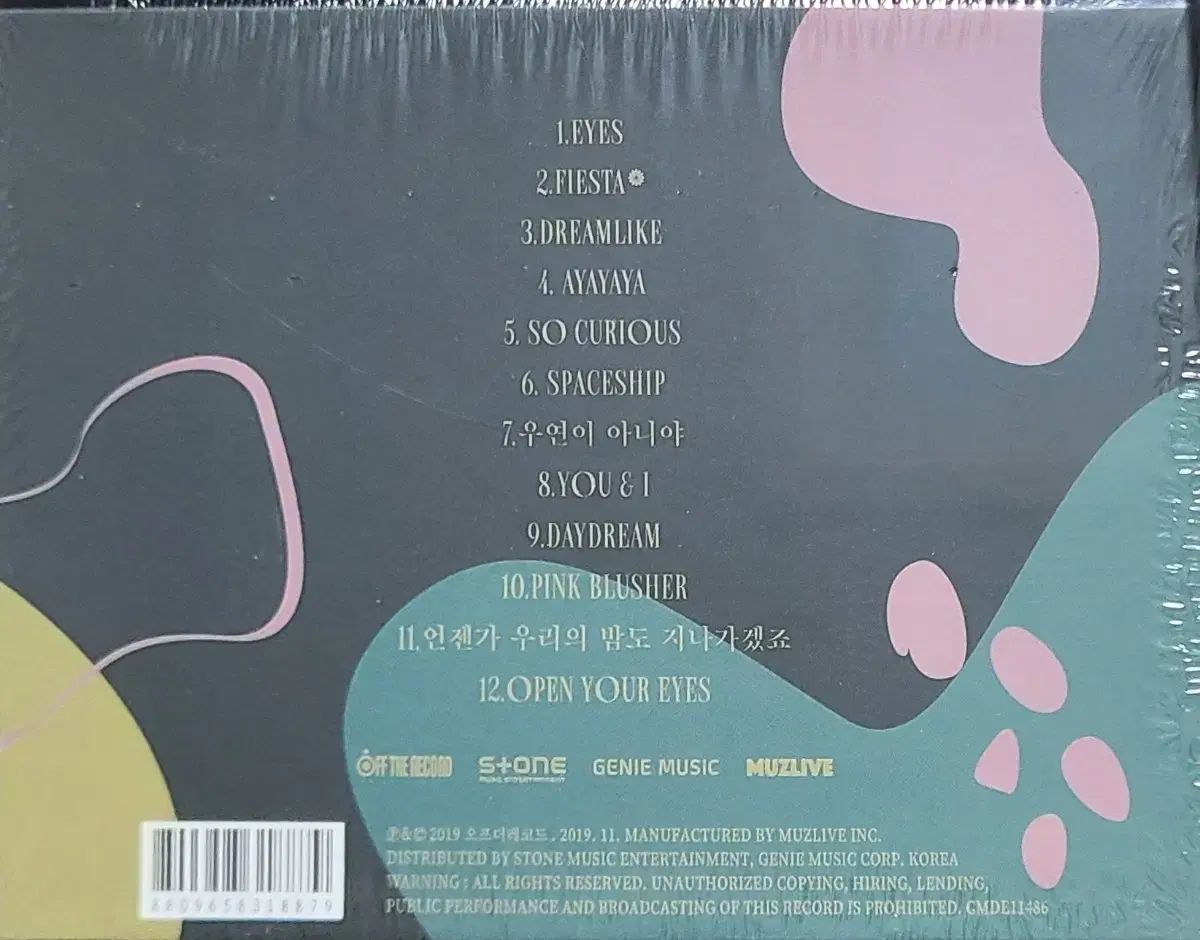 1.EYES
2.FIESTA
3.DREAMLIKE
4. AYAYAYA
5. SO CURIOUS
6. SPACESHIP
7.우연이 아니야
8.YOU & I
9.DAYDREAM
10.PINK BLUSHER
11.언젠가 우리의 밤도 지나가겠죠
12.OPEN YOUR EYES
OFF THE RECORD
STONE MUSIC ENTERTAINMENT
GENIE MUSIC
MUZLIVE
Ⓟ&© 2019 오프더레코드 . 2019. 11. MANUFACTURED BY MUZLIVE INC.
DISTRIBUTED BY STONE MUSIC ENTERTAINMENT, GENIE MUSIC CORP. KOREA
WARNING : ALL RIGHTS RESERVED. UNAUTHORIZED COPYING, HIRING, LENDING,
PUBLIC PERFORMANCE AND BROADCASTING OF THIS RECORD IS PROHIBITED. CMDE11486
8809658318879